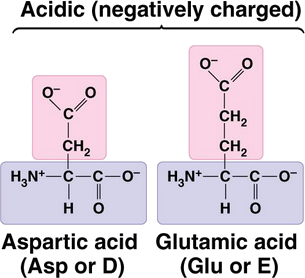 Acidic (negatively charged)
O⁻ O
C
CH₂
H₃N⁺ C C O⁻
H O
Aspartic acid
(Asp or D)
O⁻ O
C
CH₂
CH₂
H₃N⁺ C C O⁻
H O
Glutamic acid
(Glu or E)